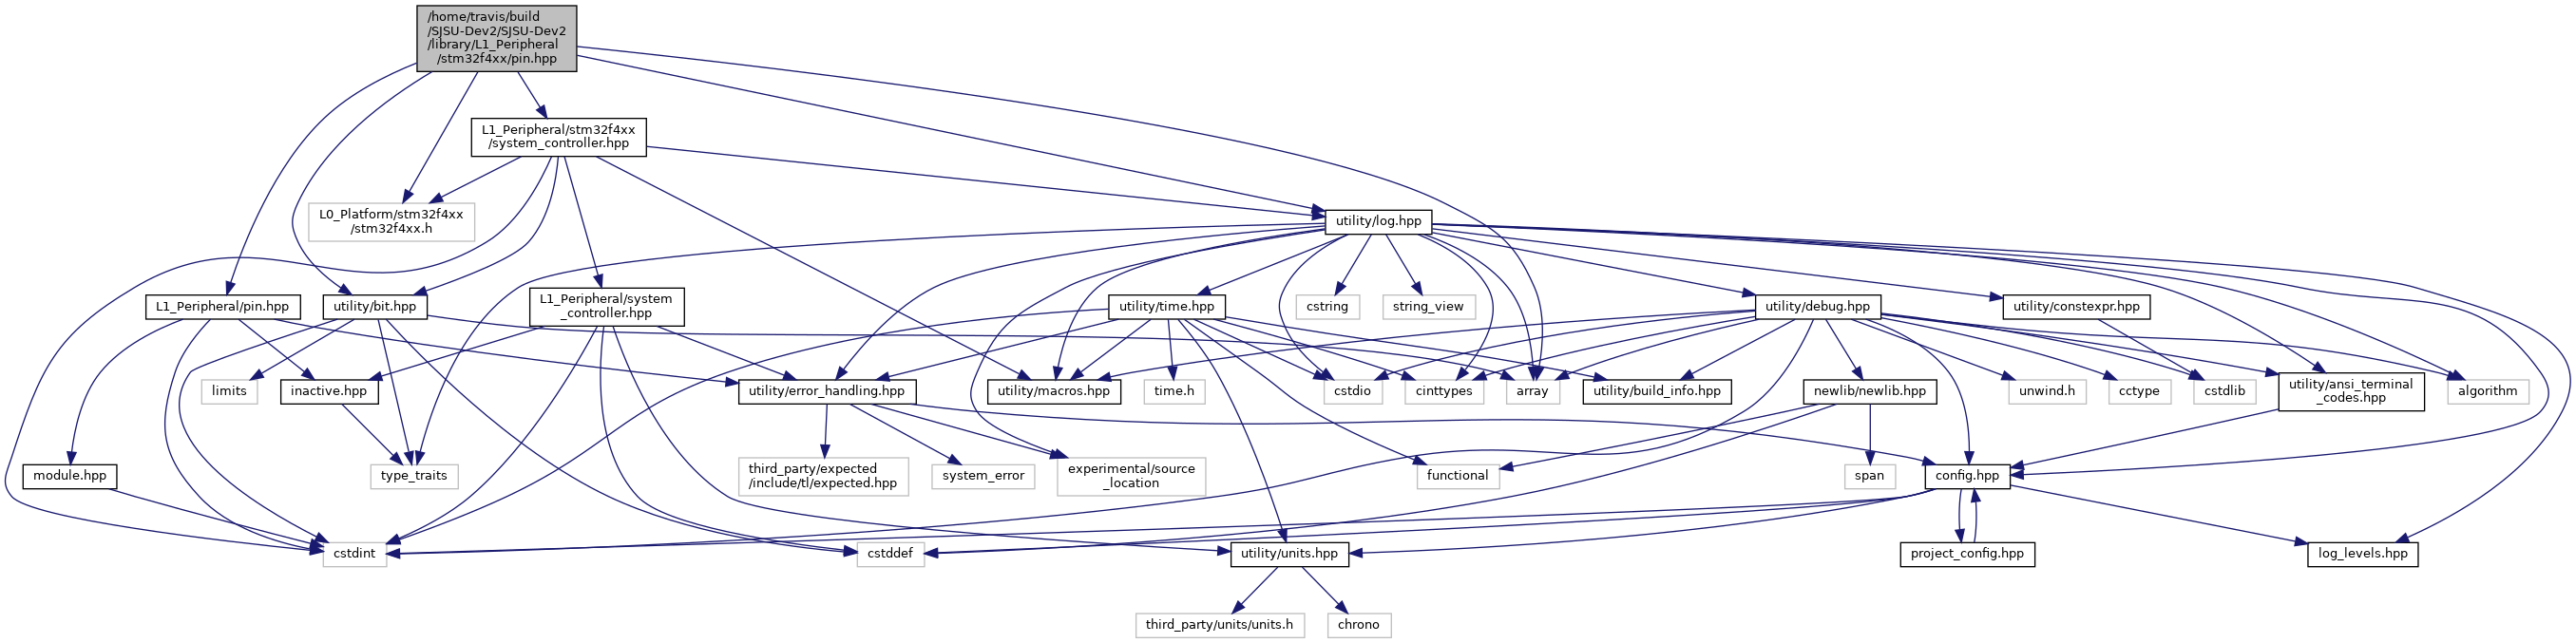 /home/travis/build
/SJSU-Dev2/SJSU-Dev2
/library/L1_Peripheral
/stm32f4xx/pin.hpp
L1_Peripheral/stm32f4xx
/system_controller.hpp
L0_Platform/stm32f4xx
/stm32f4xx.h
utility/log.hpp
L1_Peripheral/pin.hpp
utility/bit.hpp
L1_Peripheral/system
_controller.hpp
utility/time.hpp
cstring
string_view
utility/debug.hpp
utility/constexpr.hpp
limits
inactive.hpp
utility/error_handling.hpp
utility/macros.hpp
time.h
cstdio
cinttypes
array
utility/build_info.hpp
newlib/newlib.hpp
unwind.h
cctype
cstdlib
utility/ansi_terminal
_codes.hpp
algorithm
module.hpp
type_traits
third_party/expected
/include/tl/expected.hpp
system_error
experimental/source
_location
functional
span
config.hpp
cstdint
cstddef
utility/units.hpp
project_config.hpp
log_levels.hpp
third_party/units/units.h
chrono